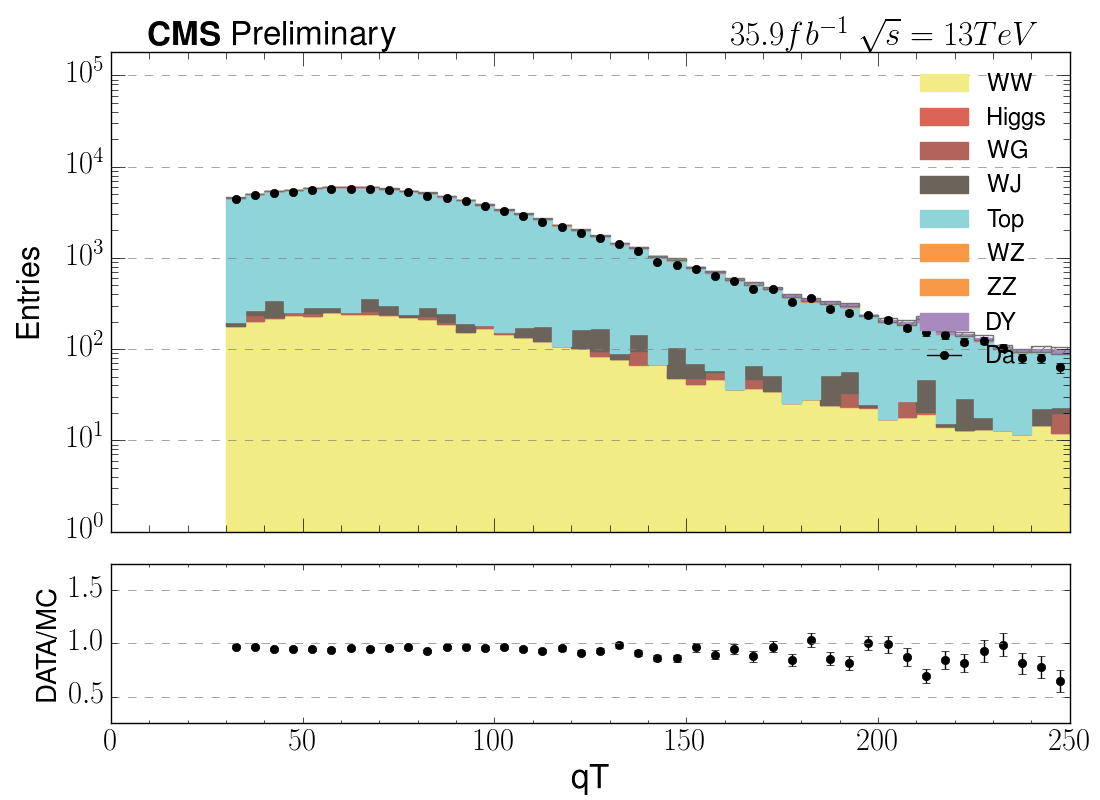 CMS Preliminary 35.9fb⁻¹ √s = 13TeV
Entries
10⁵
10⁴
10³
10²
10¹
10⁰
WW
Higgs
WG
WJ
Top
WZ
ZZ
DY
Da
DATA/MC
1.5
1.0
0.5
0 50 100 150 200 250
qT